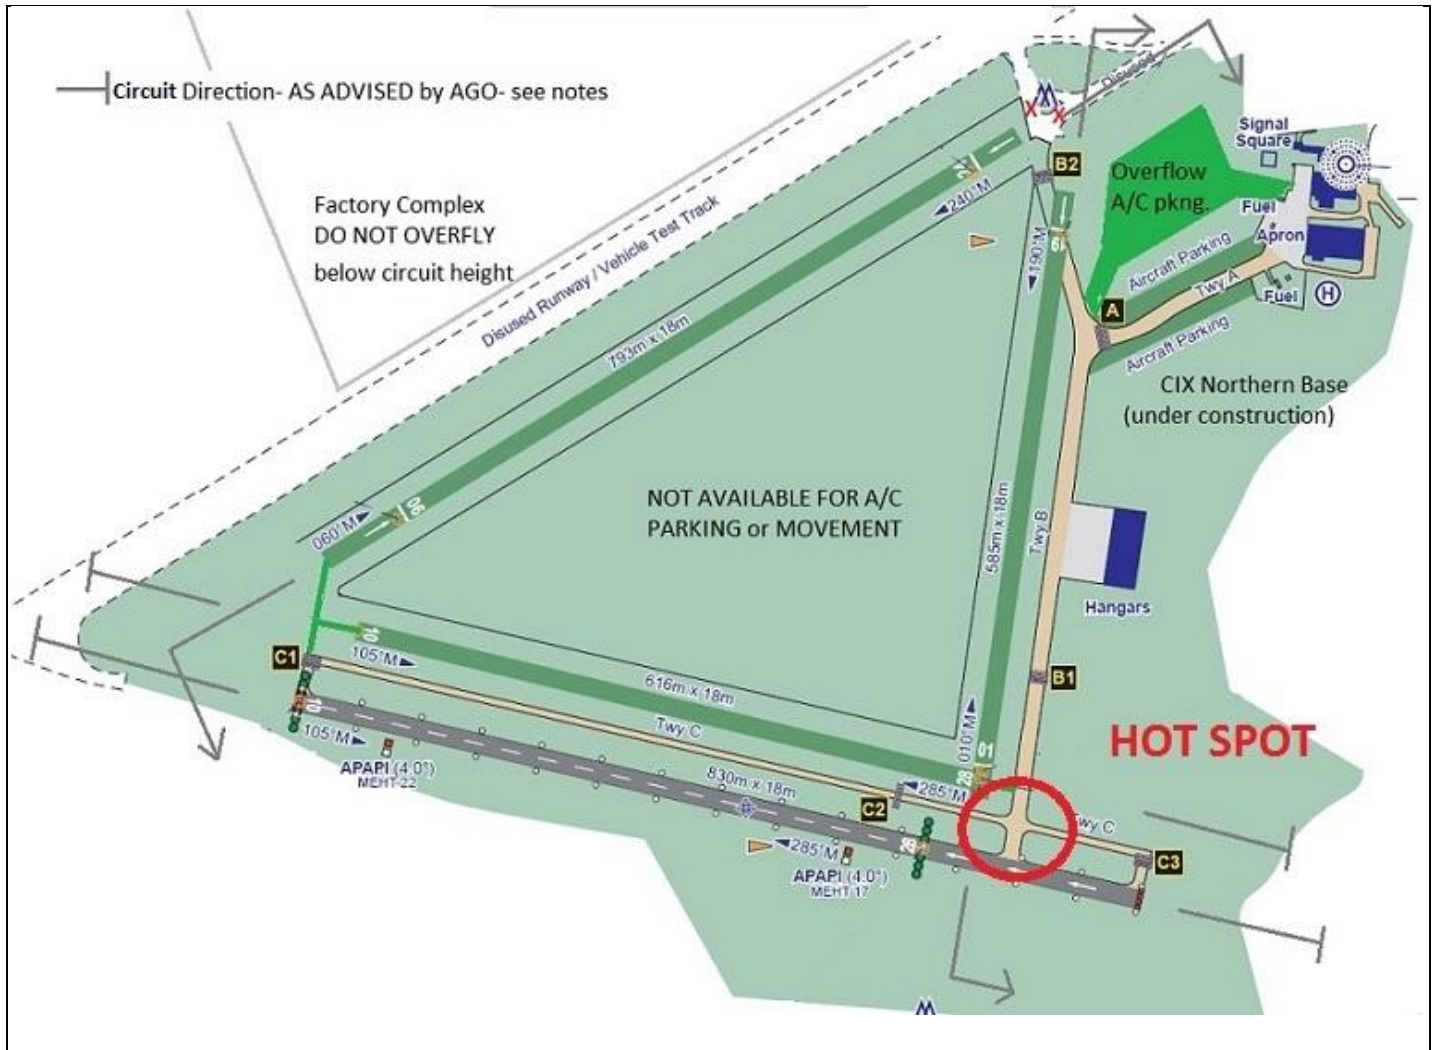 Circuit Direction- AS ADVISED by AGO- see notes
Disused
Signal
Square
B2
Overflow
A/C pkng.
Fuel
Apron
24
240°M
19
190°M
Factory Complex
DO NOT OVERFLY
below circuit height
Disused Runway / Vehicle Test Track
Aircraft Parking
Twy A
Fuel
H
A
Aircraft Parking
793m x 18m
CIX Northern Base
(under construction)
NOT AVAILABLE FOR A/C
PARKING or MOVEMENT
060°M
06
585m x 18m
Twy B
Hangars
10
105°M
C1
616m x 18m
B1
010°M
01
28
HOT SPOT
10
105°M
Twy C
APAPI (4.0°)
MEHT-22
830m x 18m
285°M
C2
Twy C
28
285°M
C3
APAPI (4.0°)
MEHT 17